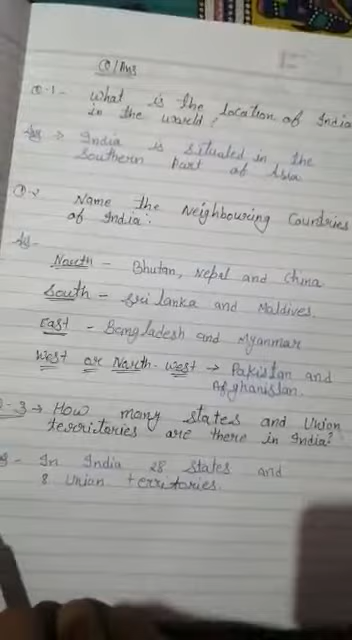 Q/Ans
Q.1- What is the location of India
in the world?
Ans → India is situated in the
Southern part of Asia
Q.2 Name the Neighbouring Countries
of India:
Ans-
North - Bhutan, Nepal and China
South - Sri lanka and Maldives.
East - Bangladesh and Myanmar
West or North-west → Pakistan and
Afghanistan.
Q-3 → How many states and Union
territories are there in India?
- In India 28 States and
8 Union territories.